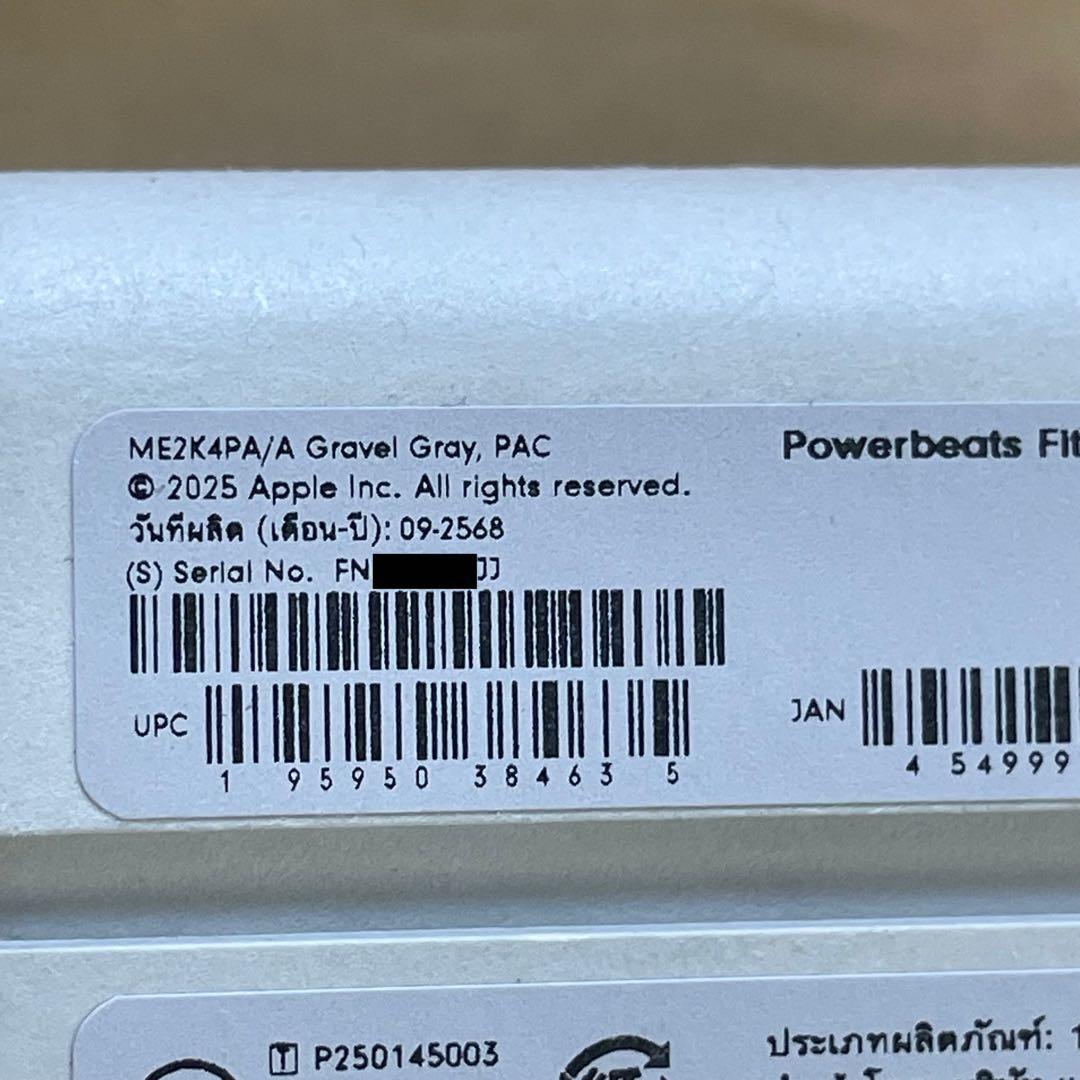 ME2K4PA/A Gravel Gray, PAC
Powerbeats Fit
© 2025 Apple Inc. All rights reserved.
วันที่ผลิต (เดือน-ปี): 09-2568
(S) Serial No. FN JJ
UPC
1 95950 38463 5
JAN
4 54999
T P250145003
ประเภทผลิตภัณฑ์: 1